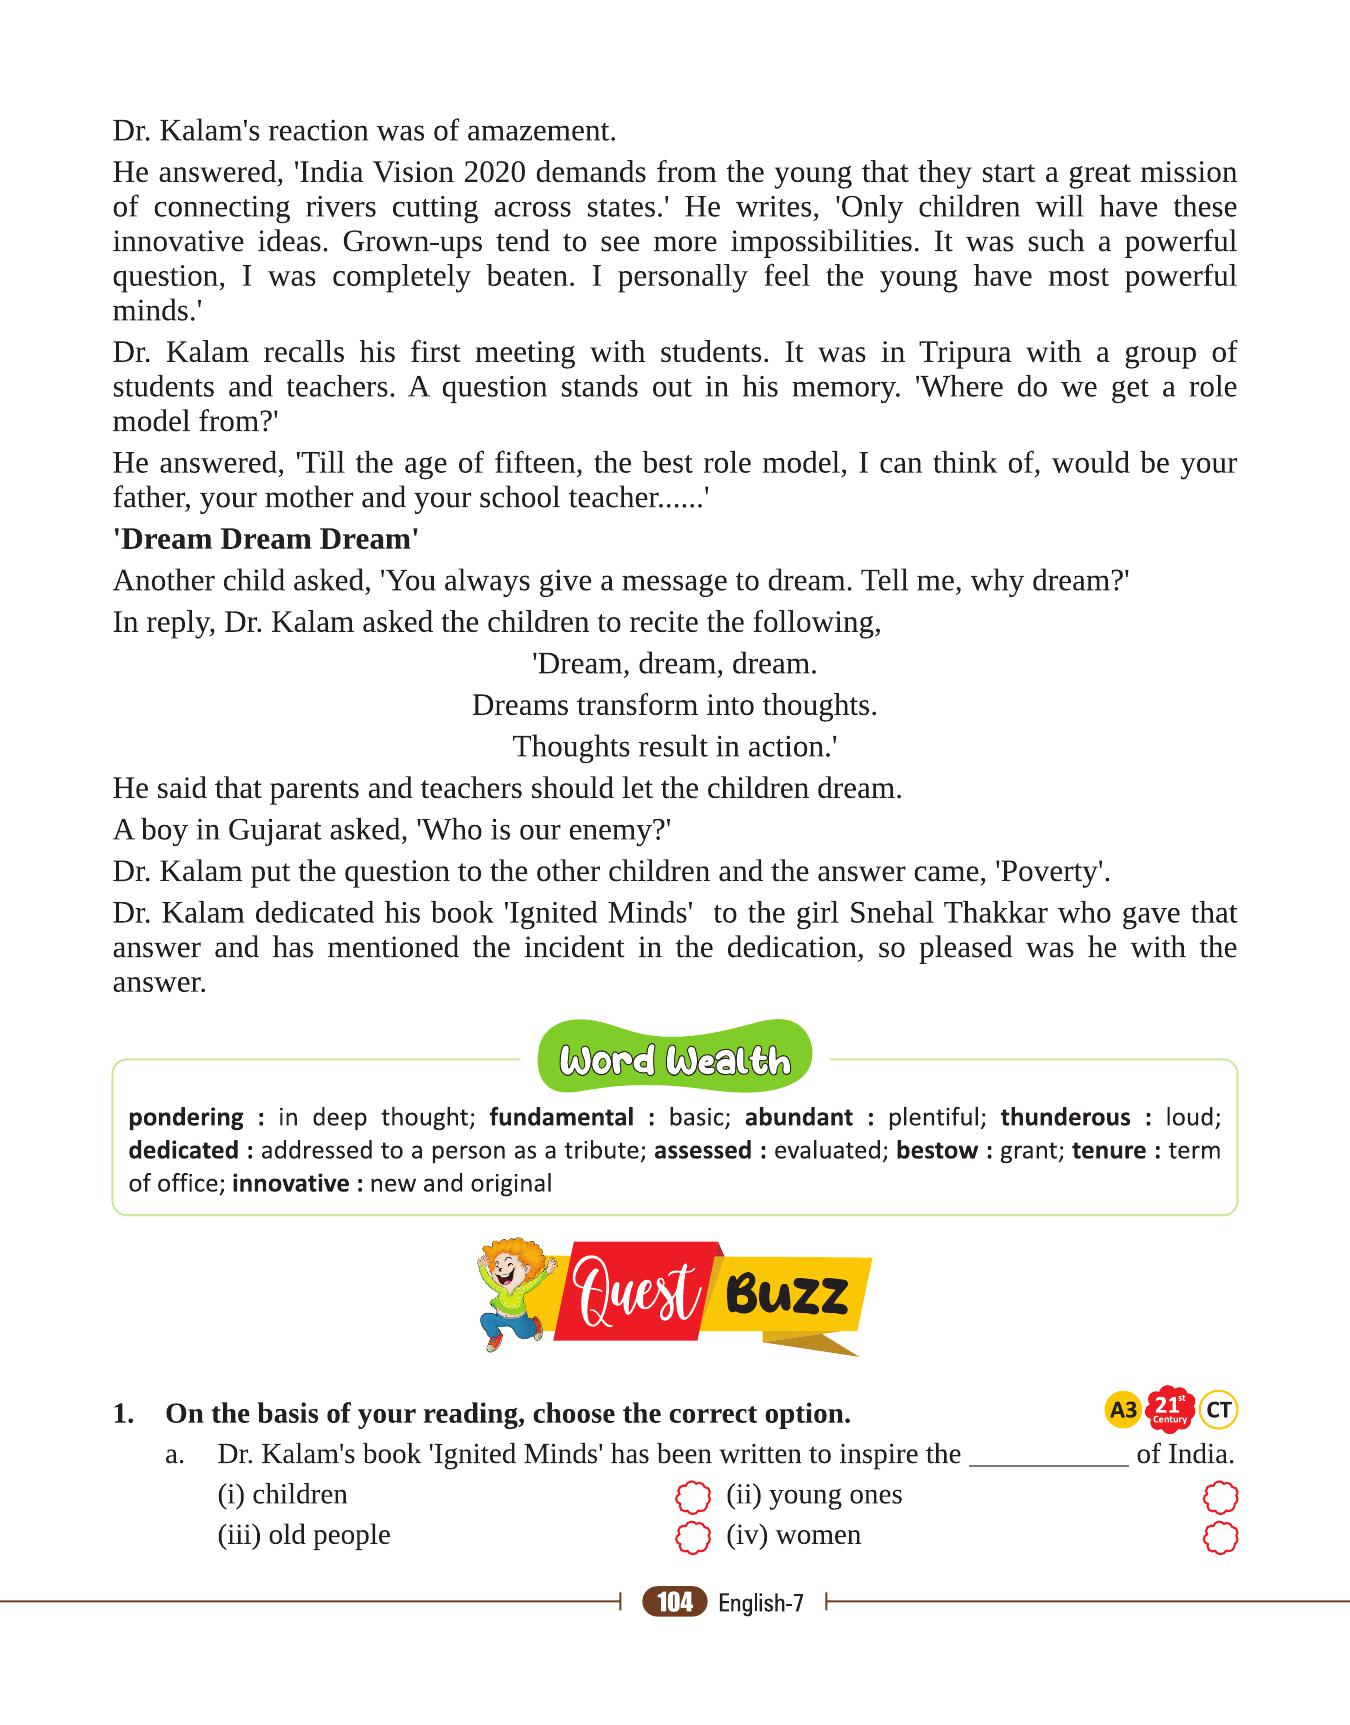 Dr. Kalam's reaction was of amazement.
He answered, 'India Vision 2020 demands from the young that they start a great mission
of connecting rivers cutting across states.' He writes, 'Only children will have these
innovative ideas. Grown-ups tend to see more impossibilities. It was such a powerful
question, I was completely beaten. I personally feel the young have most powerful
minds.'
Dr. Kalam recalls his first meeting with students. It was in Tripura with a group of
students and teachers. A question stands out in his memory. 'Where do we get a role
model from?'
He answered, 'Till the age of fifteen, the best role model, I can think of, would be your
father, your mother and your school teacher......'
'Dream Dream Dream'
Another child asked, 'You always give a message to dream. Tell me, why dream?'
In reply, Dr. Kalam asked the children to recite the following,
'Dream, dream, dream.
Dreams transform into thoughts.
Thoughts result in action.'
He said that parents and teachers should let the children dream.
A boy in Gujarat asked, 'Who is our enemy?'
Dr. Kalam put the question to the other children and the answer came, 'Poverty'.
Dr. Kalam dedicated his book 'Ignited Minds' to the girl Snehal Thakkar who gave that
answer and has mentioned the incident in the dedication, so pleased was he with the
answer.
Word Wealth
pondering : in deep thought; fundamental : basic; abundant : plentiful; thunderous : loud;
dedicated : addressed to a person as a tribute; assessed : evaluated; bestow : grant; tenure : term
of office; innovative : new and original
Quest Buzz
1. On the basis of your reading, choose the correct option. A3 21st Century CT
a. Dr. Kalam's book 'Ignited Minds' has been written to inspire the ___________ of India.
(i) children (ii) young ones
(iii) old people (iv) women
104 English-7